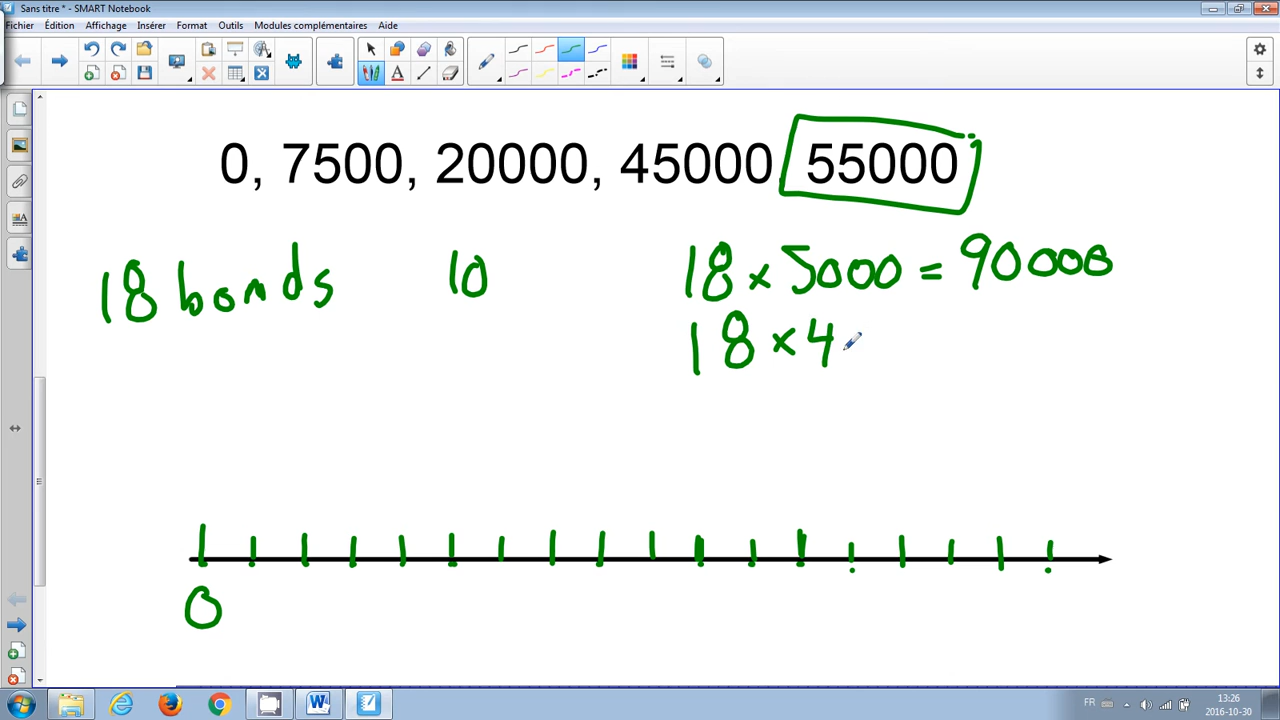 Sans titre * - SMART Notebook
Fichier Édition Affichage Insérer Format Outils Modules complémentaires Aide
0, 7500, 20000, 45000 55000
18 bonds 10 18 x 5000 = 90000
18 x 4
0
FR 13:26
2016-10-30